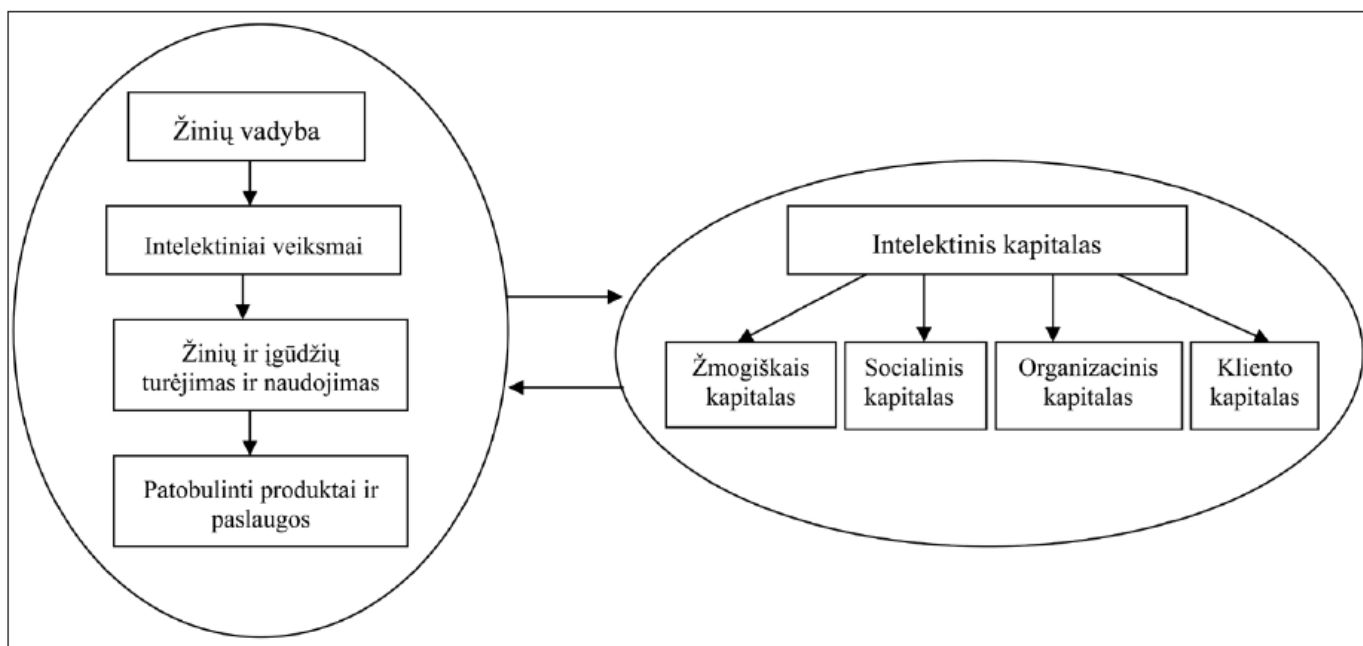 Žinių vadyba
Intelektiniai veiksmai
Žinių ir įgūdžių
turėjimas ir naudojimas
Patobulinti produktai ir
paslaugos
Intelektinis kapitalas
Žmogiškais
kapitalas
Socialinis
kapitalas
Organizacinis
kapitalas
Kliento
kapitalas